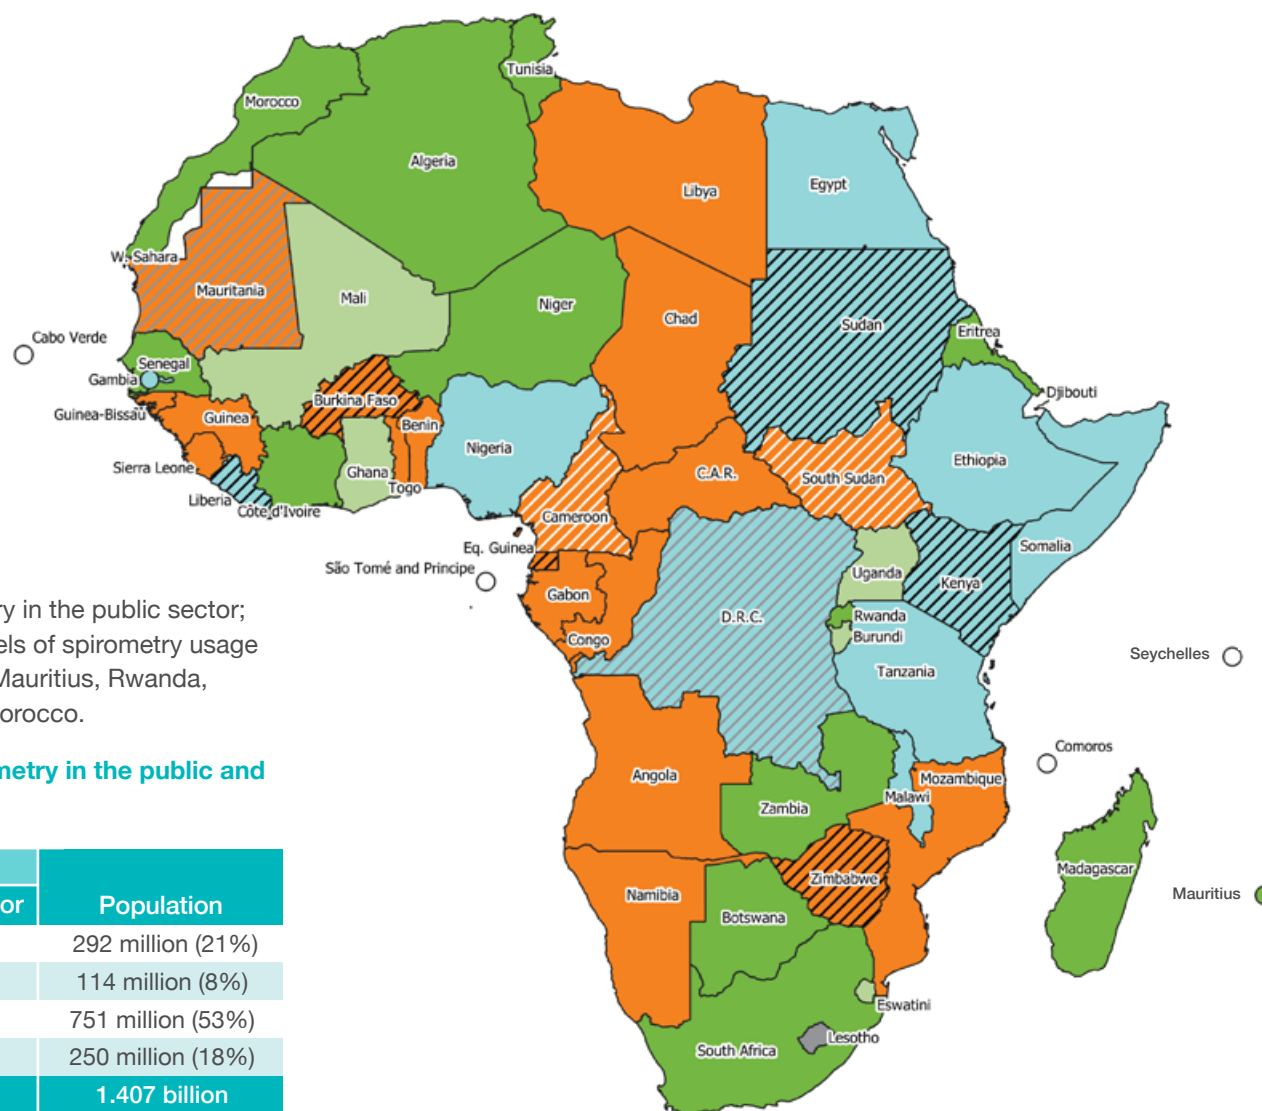 Tunisia
Morocco
Algeria
Libya
Egypt
W. Sahara
Mauritania
Mali
Niger
Chad
Sudan
Eritrea
Cabo Verde
Senegal
Gambia
Djibouti
Guinea-Bissau
Guinea
Burkina Faso
Benin
Nigeria
Ethiopia
Sierra Leone
Ghana
Togo
C.A.R.
South Sudan
Liberia
Côte d'Ivoire
Cameroon
Eq. Guinea
Somalia
São Tomé and Principe
Uganda
Kenya
Gabon
D.R.C.
Rwanda
Congo
Burundi
Seychelles
Tanzania
Comoros
Angola
Mozambique
Malawi
Zambia
Madagascar
Zimbabwe
Namibia
Mauritius
Botswana
Eswatini
Lesotho
South Africa
ry in the public sector;
els of spirometry usage
Mauritius, Rwanda,
orocco.
metry in the public and
or
Population
292 million (21%)
114 million (8%)
751 million (53%)
250 million (18%)
1.407 billion